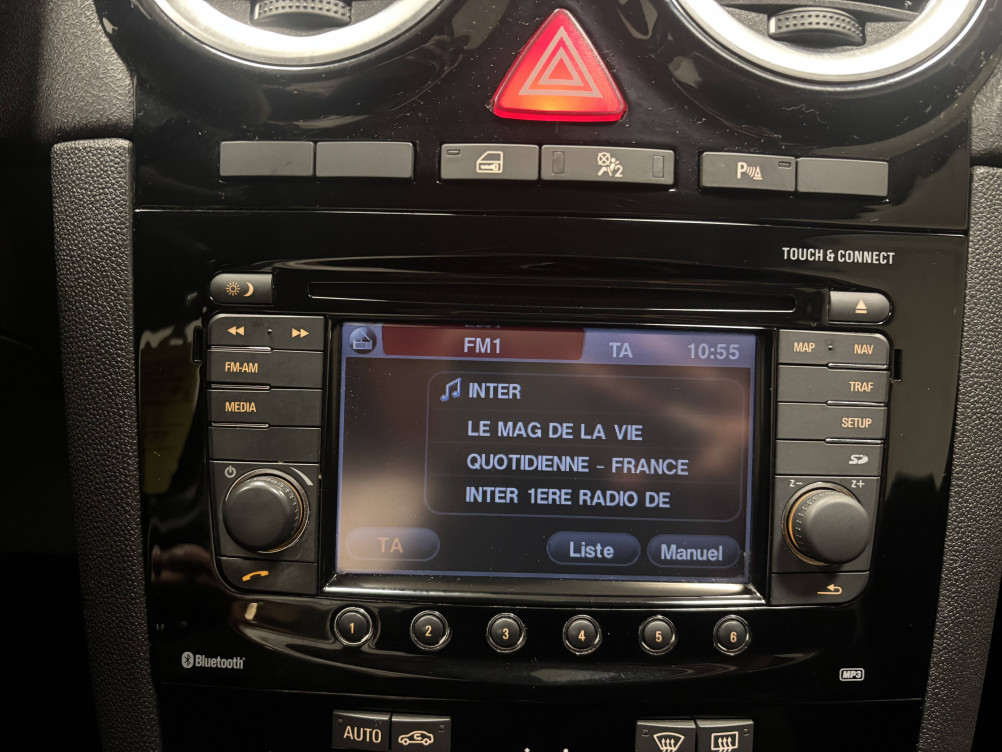 2
P
TOUCH & CONNECT
FM-AM
MEDIA
FM1
TA
10:55
INTER
LE MAG DE LA VIE
QUOTIDIENNE - FRANCE
INTER 1ERE RADIO DE
TA
Liste
Manuel
MAP
NAV
TRAF
SETUP
SD
Z-
Z+
1
2
3
4
5
6
Bluetooth
MP3
AUTO